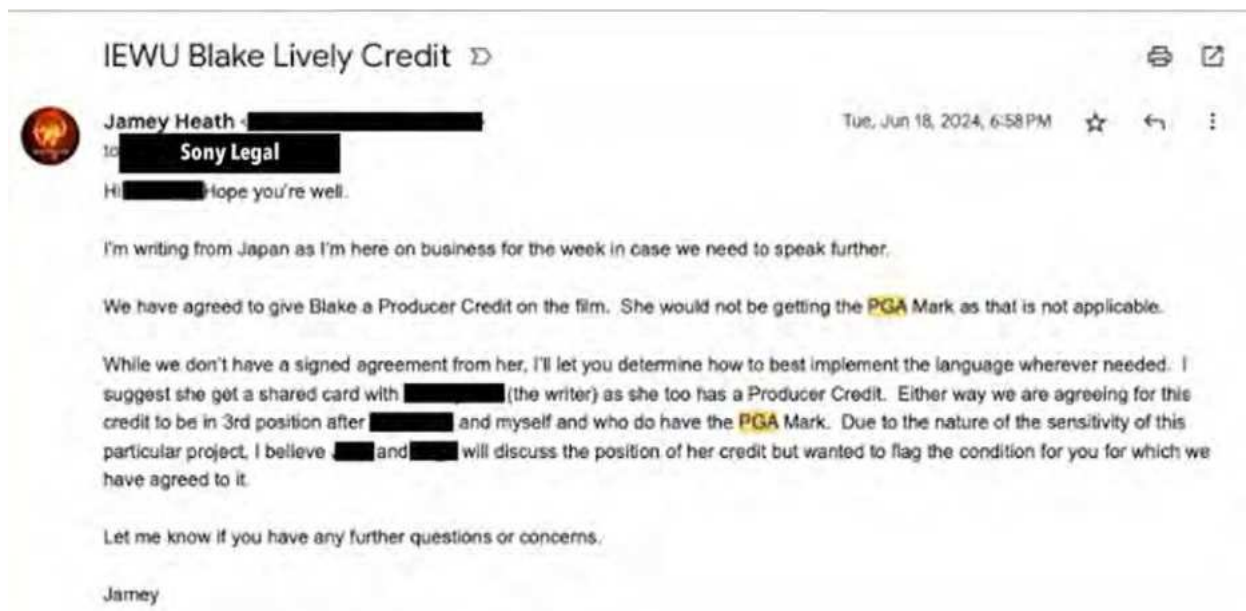 IEWU Blake Lively Credit
Jamey Heath
Tue, Jun 18, 2024, 6:58 PM
to Sony Legal
Hi Hope you're well.
I'm writing from Japan as I'm here on business for the week in case we need to speak further.
We have agreed to give Blake a Producer Credit on the film. She would not be getting the PGA Mark as that is not applicable.
While we don't have a signed agreement from her, I'll let you determine how to best implement the language wherever needed. I
suggest she get a shared card with (the writer) as she too has a Producer Credit. Either way we are agreeing for this
credit to be in 3rd position after and myself and who do have the PGA Mark. Due to the nature of the sensitivity of this
particular project, I believe and will discuss the position of her credit but wanted to flag the condition for you for which we
have agreed to it.
Let me know if you have any further questions or concerns.
Jamey